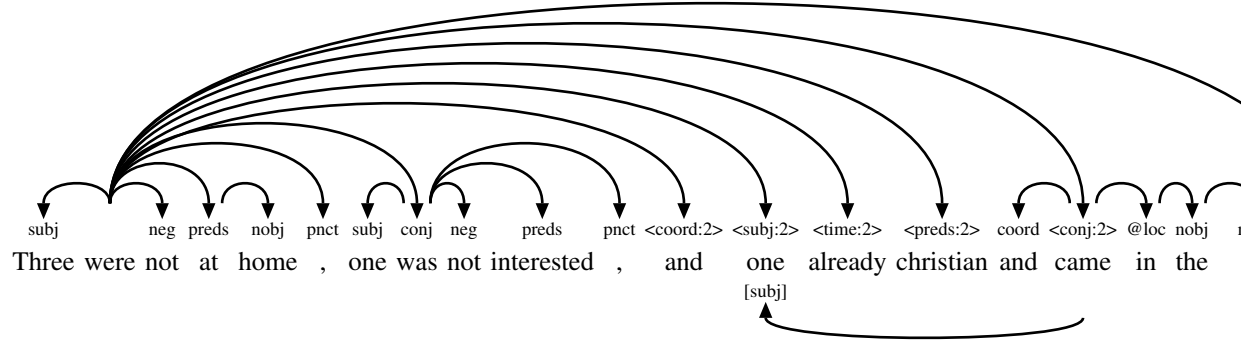 subj neg preds nobj pnct subj conj neg preds pnct <coord:2> <subj:2> <time:2> <preds:2> coord <conj:2> @loc nobj
Three were not at home , one was not interested , and one already christian and came in the
[subj]